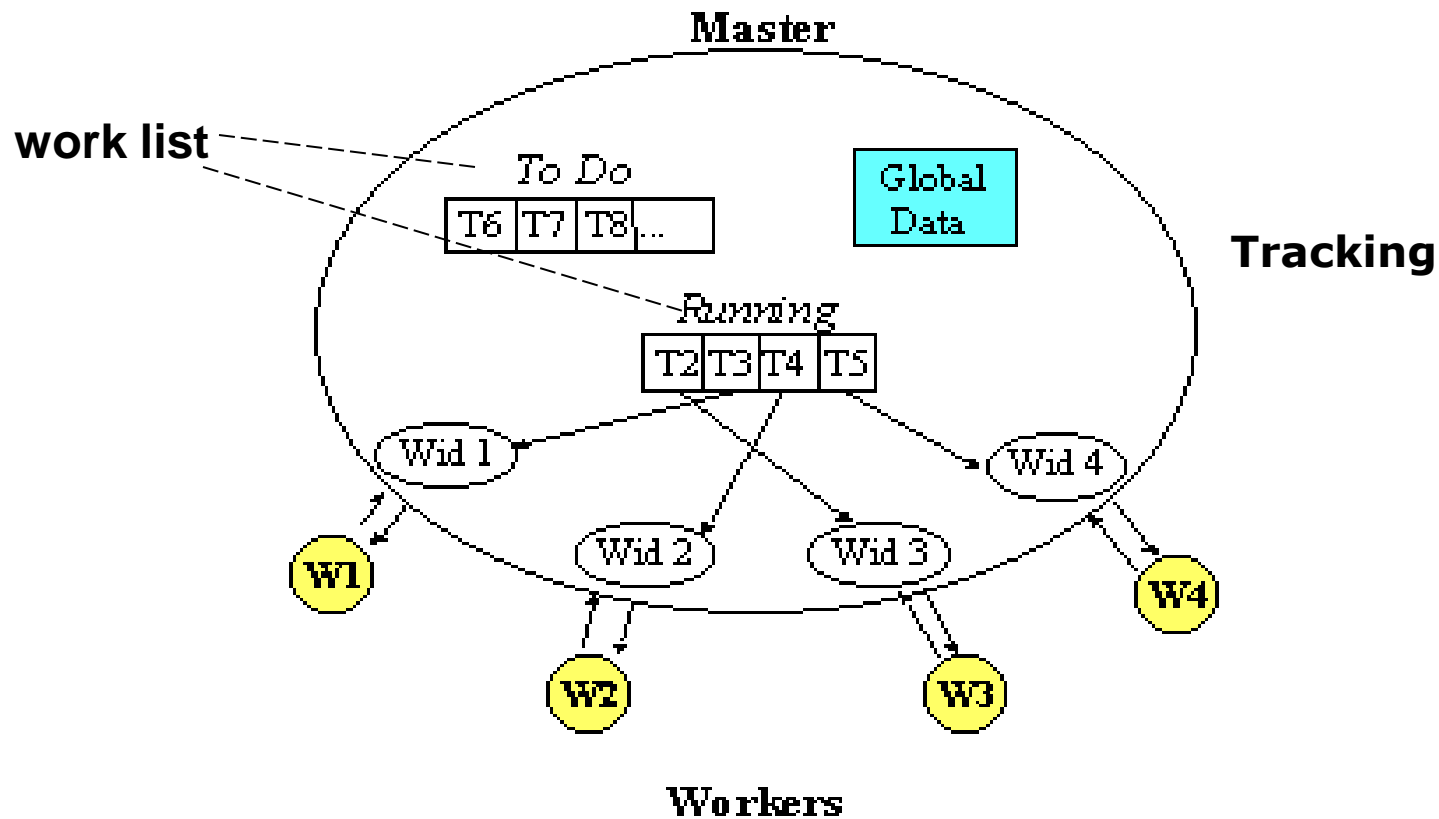 Master
work list
To Do
T6 T7 T8 ...
Global
Data
Tracking
Running
T2 T3 T4 T5
Wid 1
Wid 4
Wid 2
Wid 3
W1
W4
W2
W3
Workers